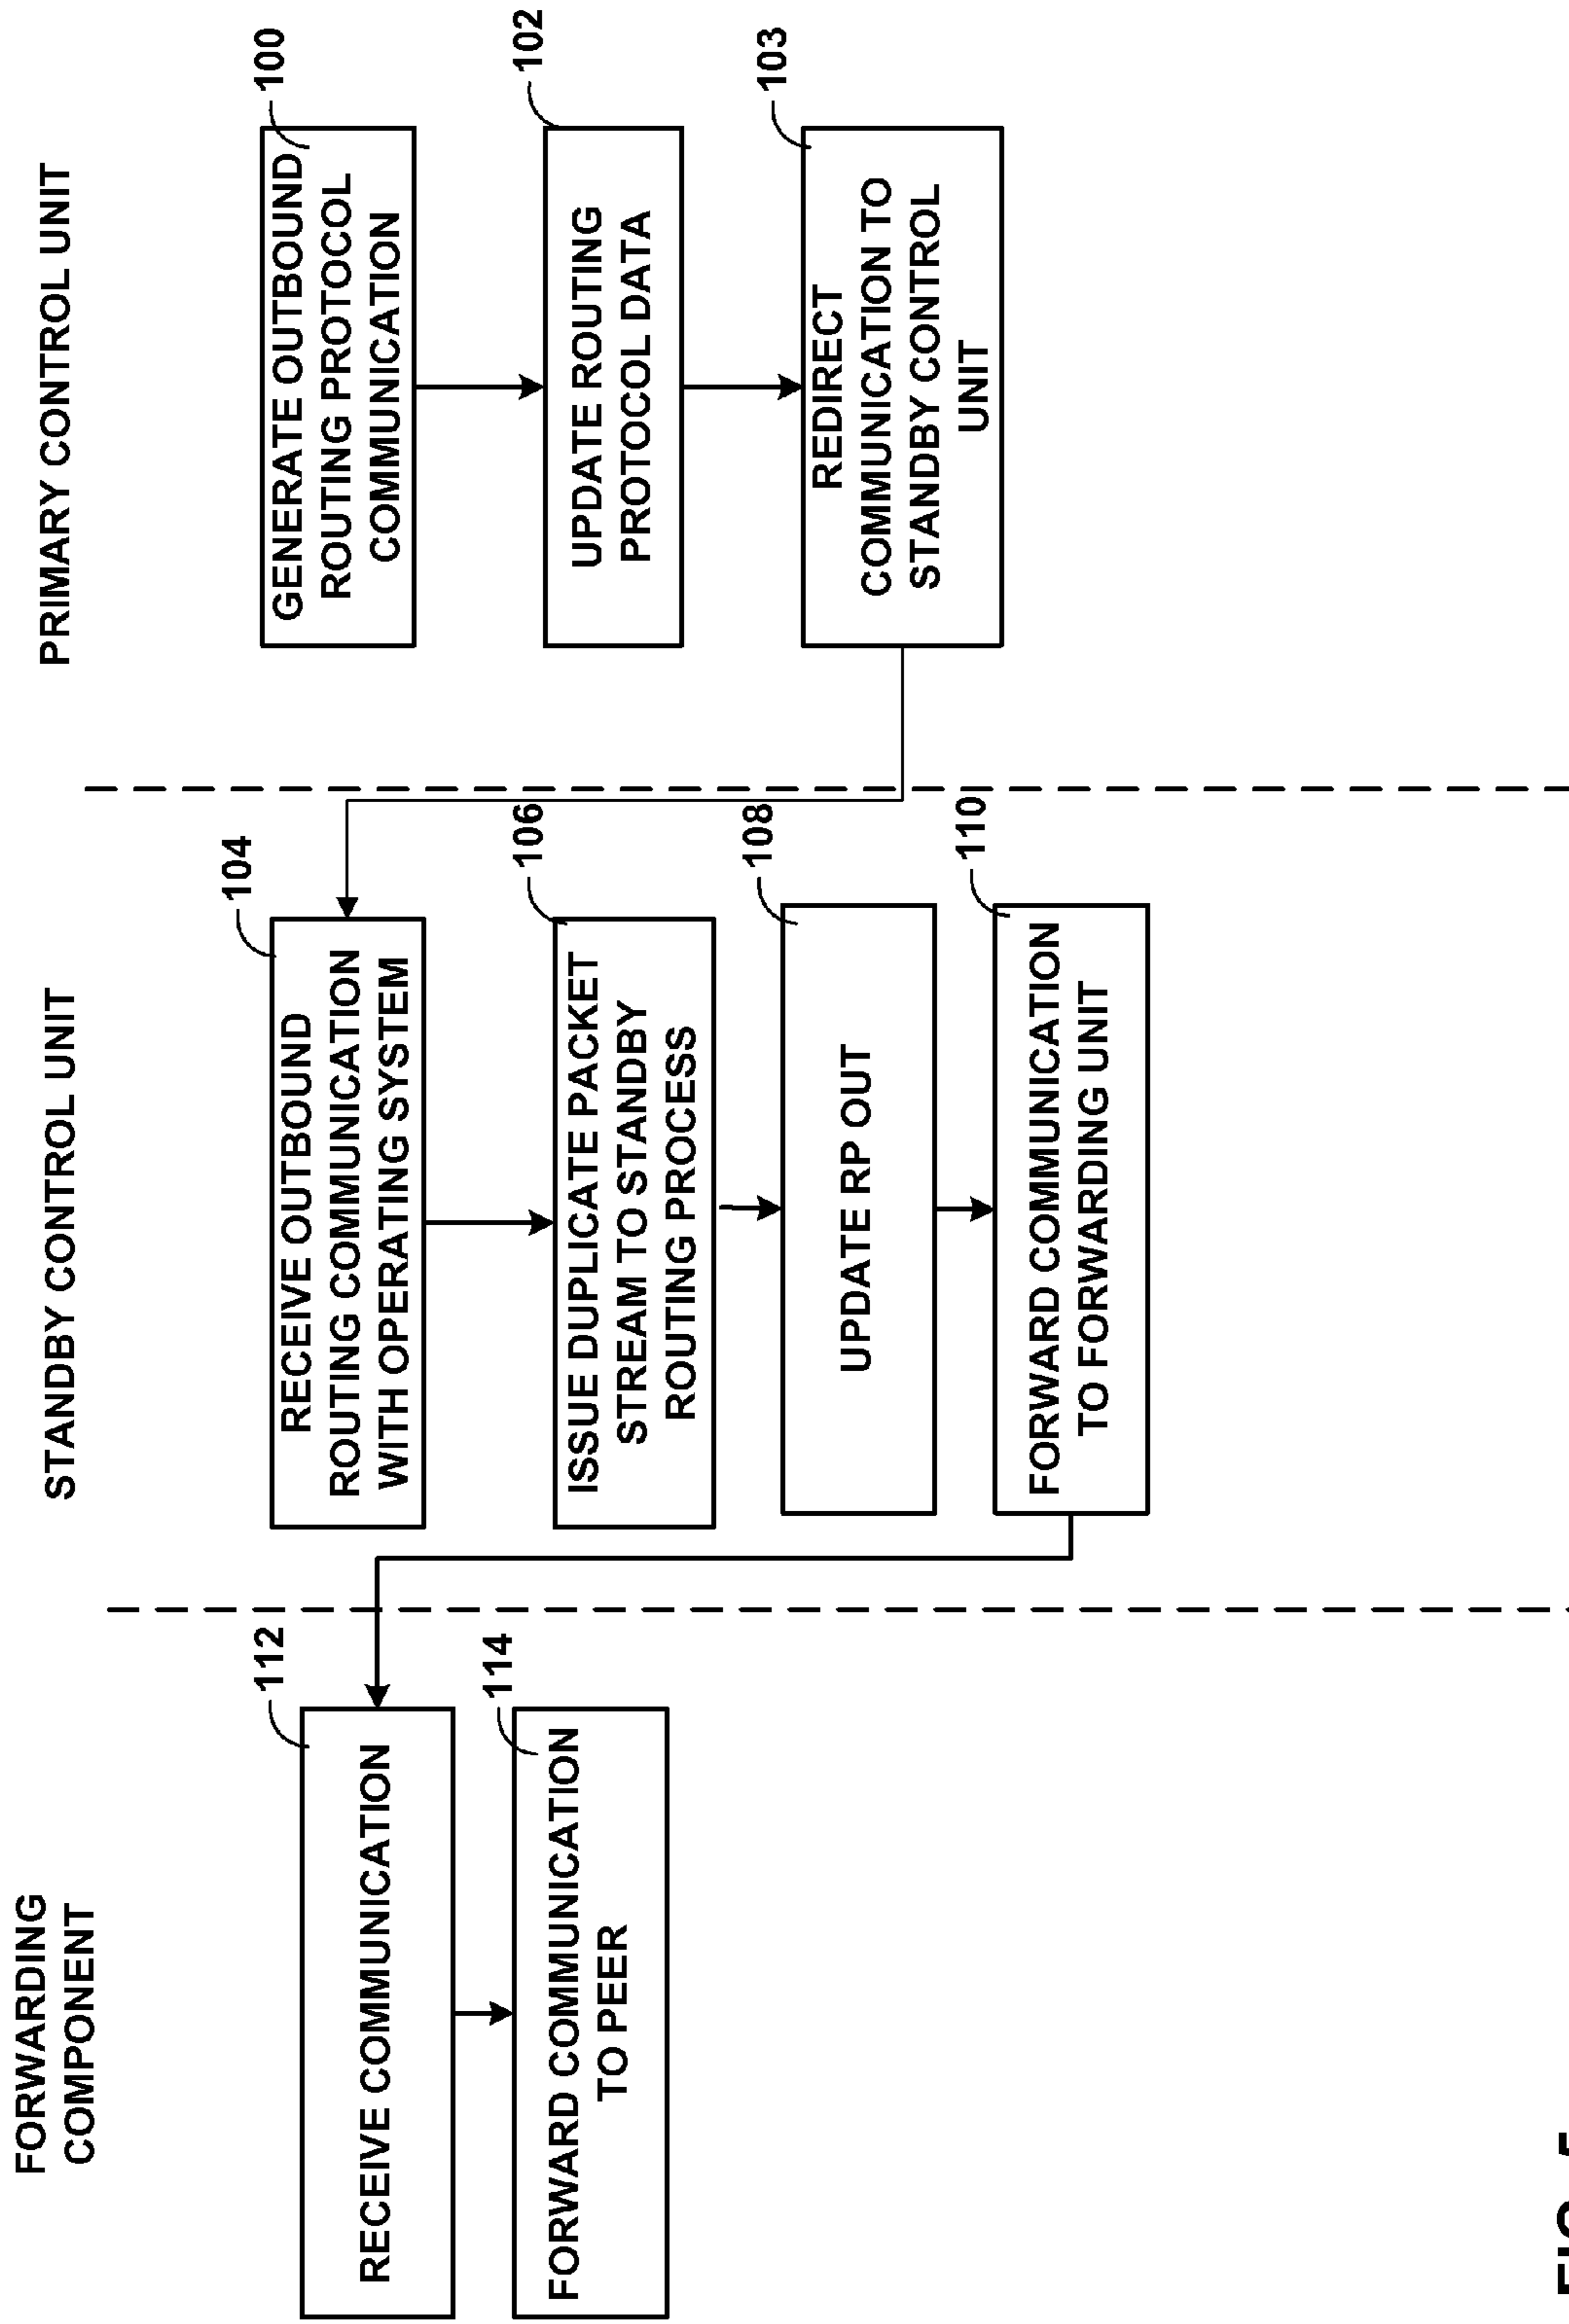 FORWARDING
COMPONENT
STANDBY CONTROL UNIT
PRIMARY CONTROL UNIT
112
RECEIVE COMMUNICATION
114
FORWARD COMMUNICATION
TO PEER
104
RECEIVE OUTBOUND
ROUTING COMMUNICATION
WITH OPERATING SYSTEM
106
ISSUE DUPLICATE PACKET
STREAM TO STANDBY
ROUTING PROCESS
108
UPDATE RP OUT
110
FORWARD COMMUNICATION
TO FORWARDING UNIT
100
GENERATE OUTBOUND
ROUTING PROTOCOL
COMMUNICATION
102
UPDATE ROUTING
PROTOCOL DATA
103
REDIRECT
COMMUNICATION TO
STANDBY CONTROL
UNIT